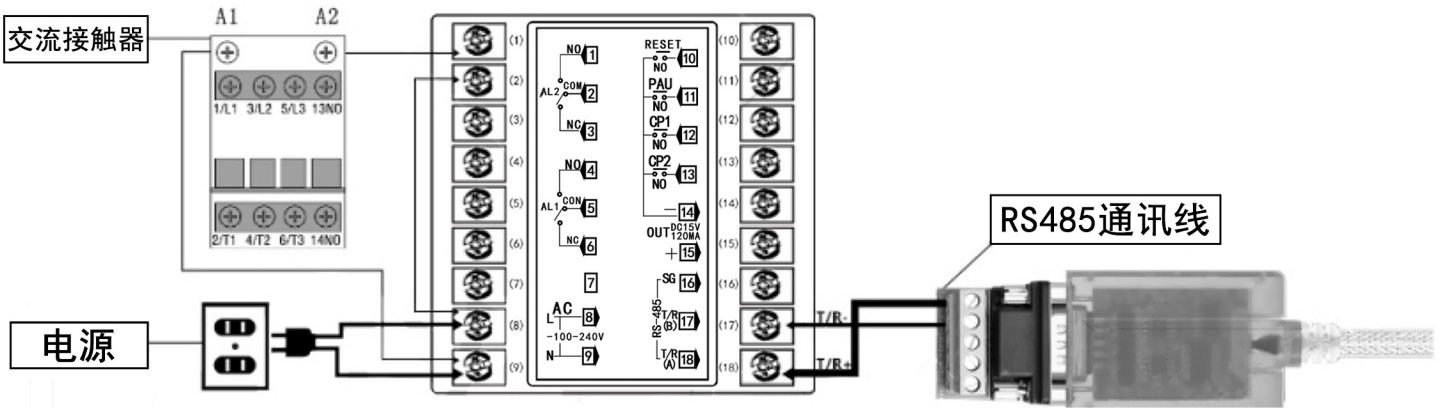 A1
A2
交流接触器
1/L1 3/L2 5/L3 13NO
2/T1 4/T2 6/T3 14NO
电源
(1)
(2)
(3)
(4)
(5)
(6)
(7)
(8)
(9)
NO 1
AL2 COM 2
NC 3
NO 4
AL1 CON 5
NC 6
7
AC
L 8
~100-240V
N 9
RESET
NO 10
PAU
NO 11
CP1
NO 12
CP2
NO 13
- 14
OUT DC15V
120MA
+ 15
SG 16
RS-485
T/R
(B) 17
T/R
(A) 18
(10)
(11)
(12)
(13)
(14)
(15)
(16)
(17)
(18)
T/R-
T/R+
RS485通讯线